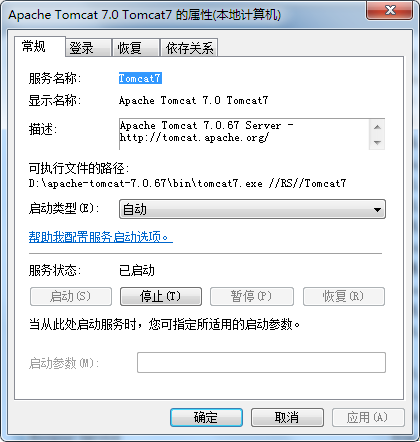 Apache Tomcat 7.0 Tomcat7 的属性(本地计算机)
常规 登录 恢复 依存关系
服务名称: Tomcat7
显示名称: Apache Tomcat 7.0 Tomcat7
描述: Apache Tomcat 7.0.67 Server -
http://tomcat.apache.org/
可执行文件的路径:
D:\apache-tomcat-7.0.67\bin\tomcat7.exe //RS//Tomcat7
启动类型(E): 自动
帮助我配置服务启动选项。
服务状态: 已启动
启动(S) 停止(T) 暂停(P) 恢复(R)
当从此处启动服务时，您可指定所适用的启动参数。
启动参数(M):
确定 取消 应用(A)